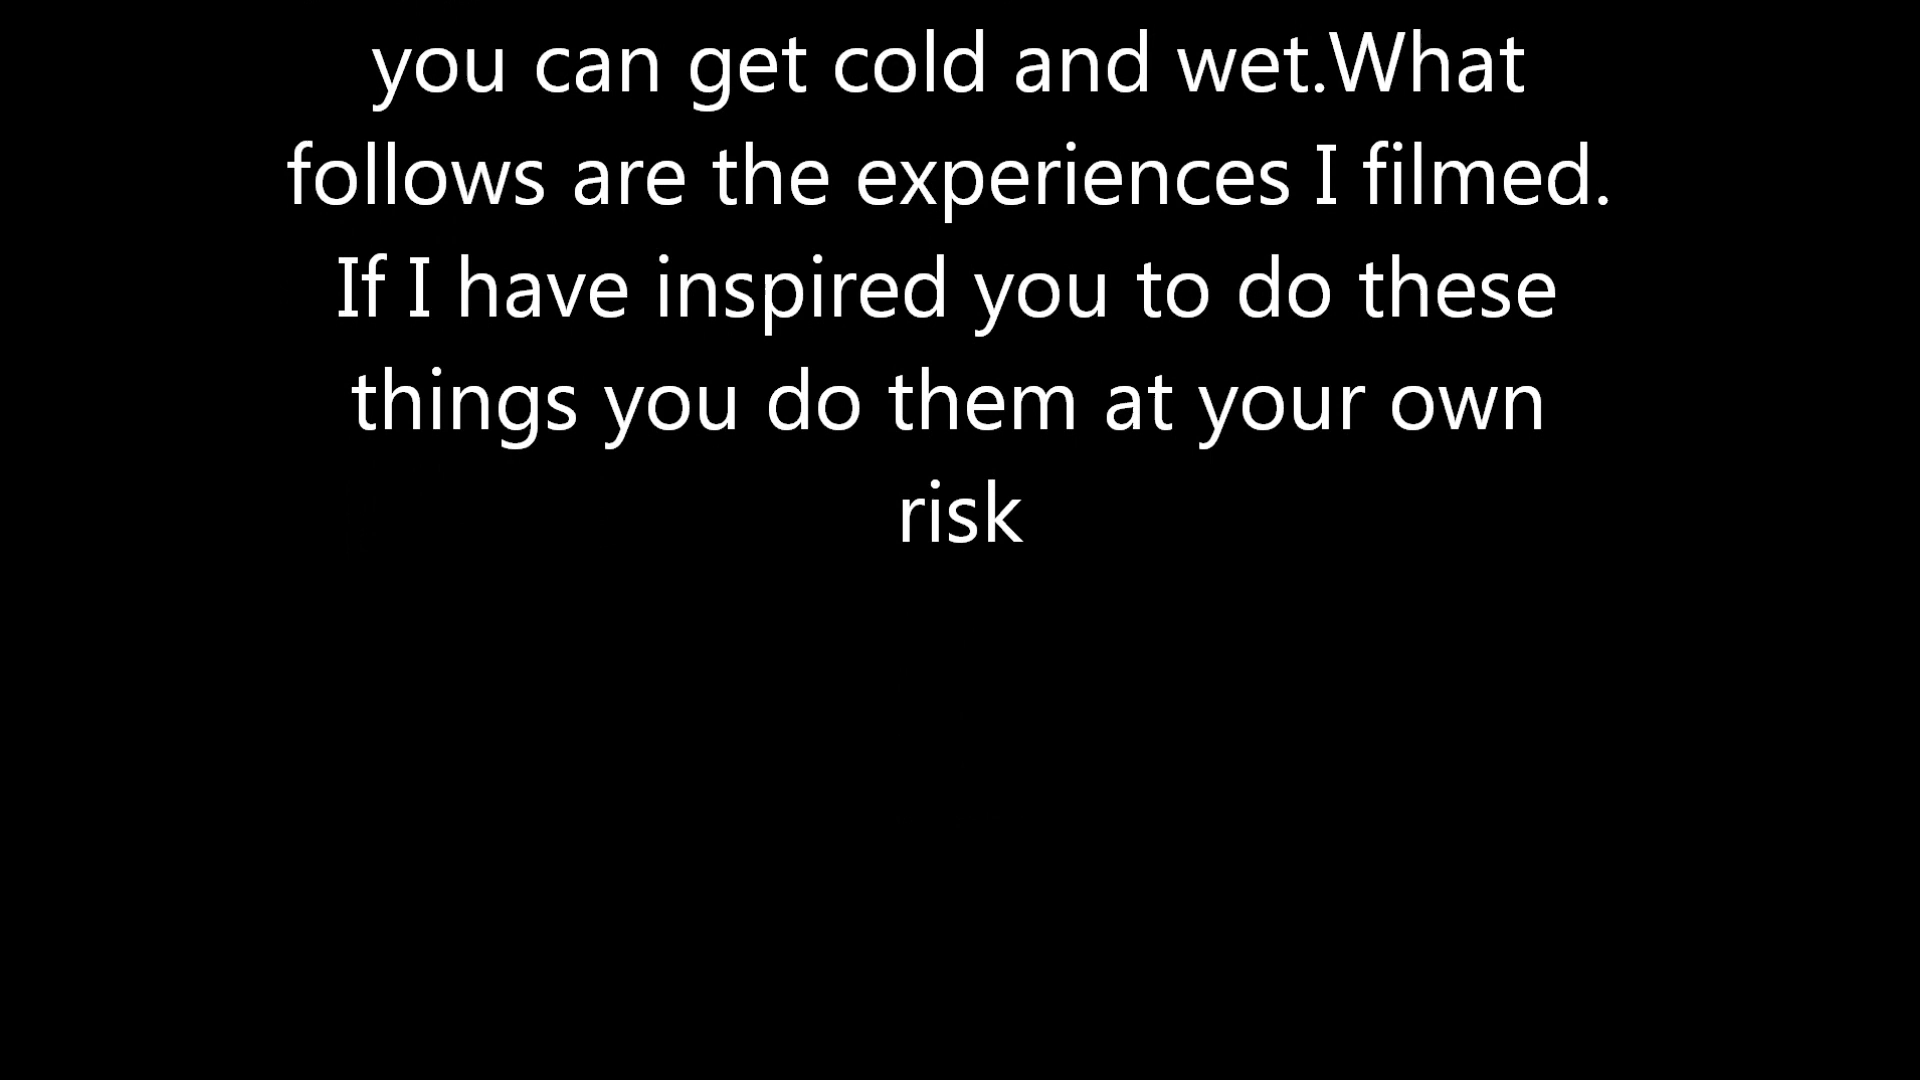 you can get cold and wet.What
follows are the experiences I filmed.
If I have inspired you to do these
things you do them at your own
risk